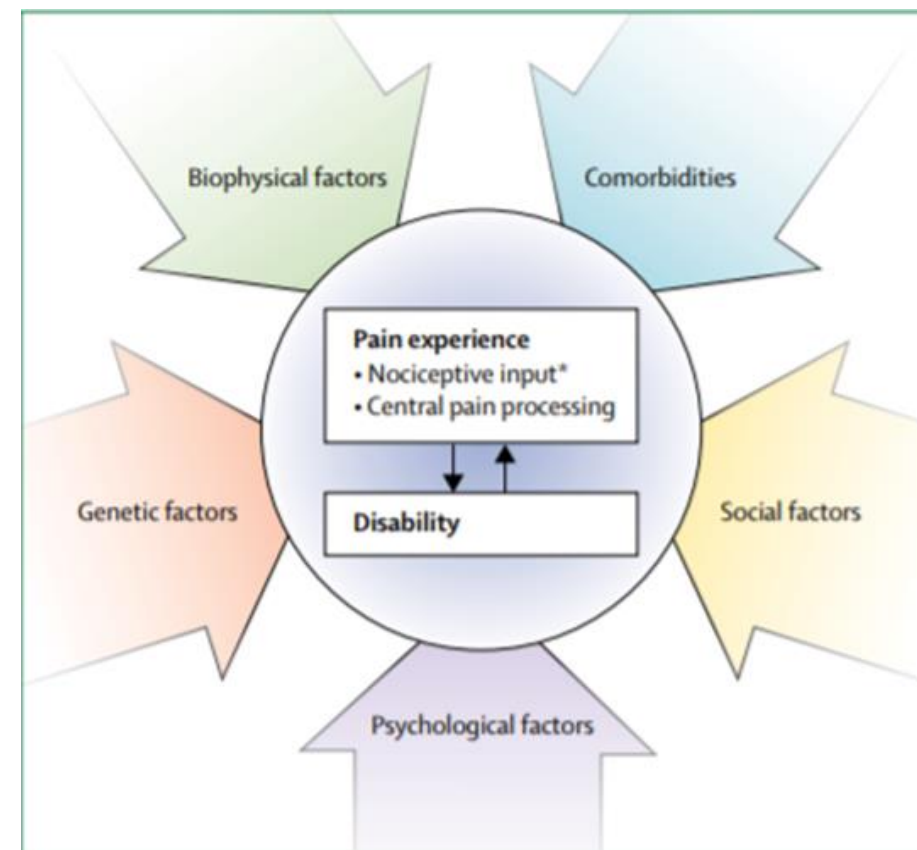 Biophysical factors
Comorbidities
Pain experience
• Nociceptive input*
• Central pain processing
Genetic factors
Disability
Social factors
Psychological factors